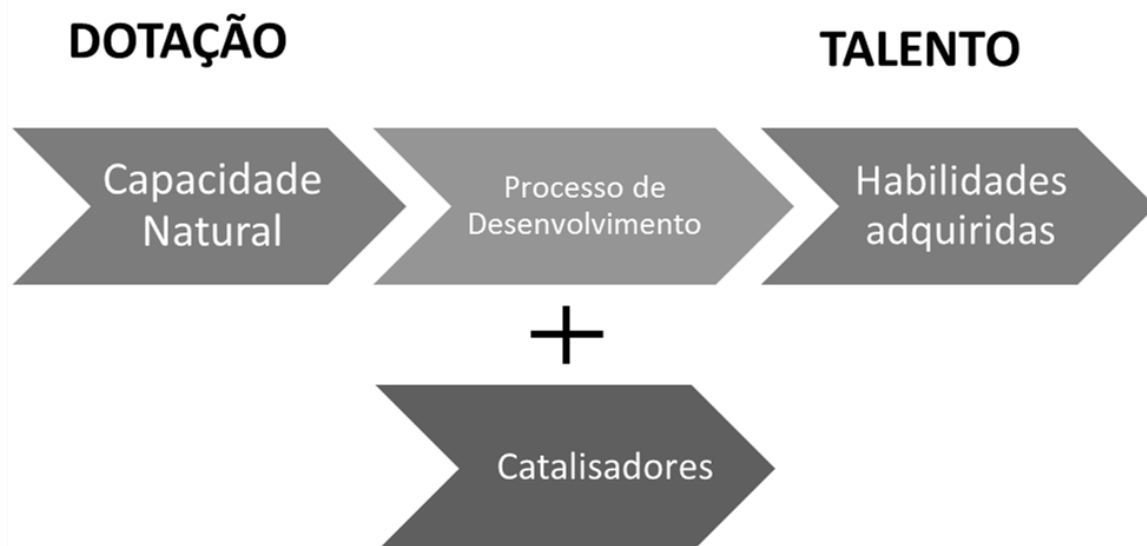 DOTAÇÃO
TALENTO
Capacidade
Natural
Processo de
Desenvolvimento
Habilidades
adquiridas
+
Catalisadores